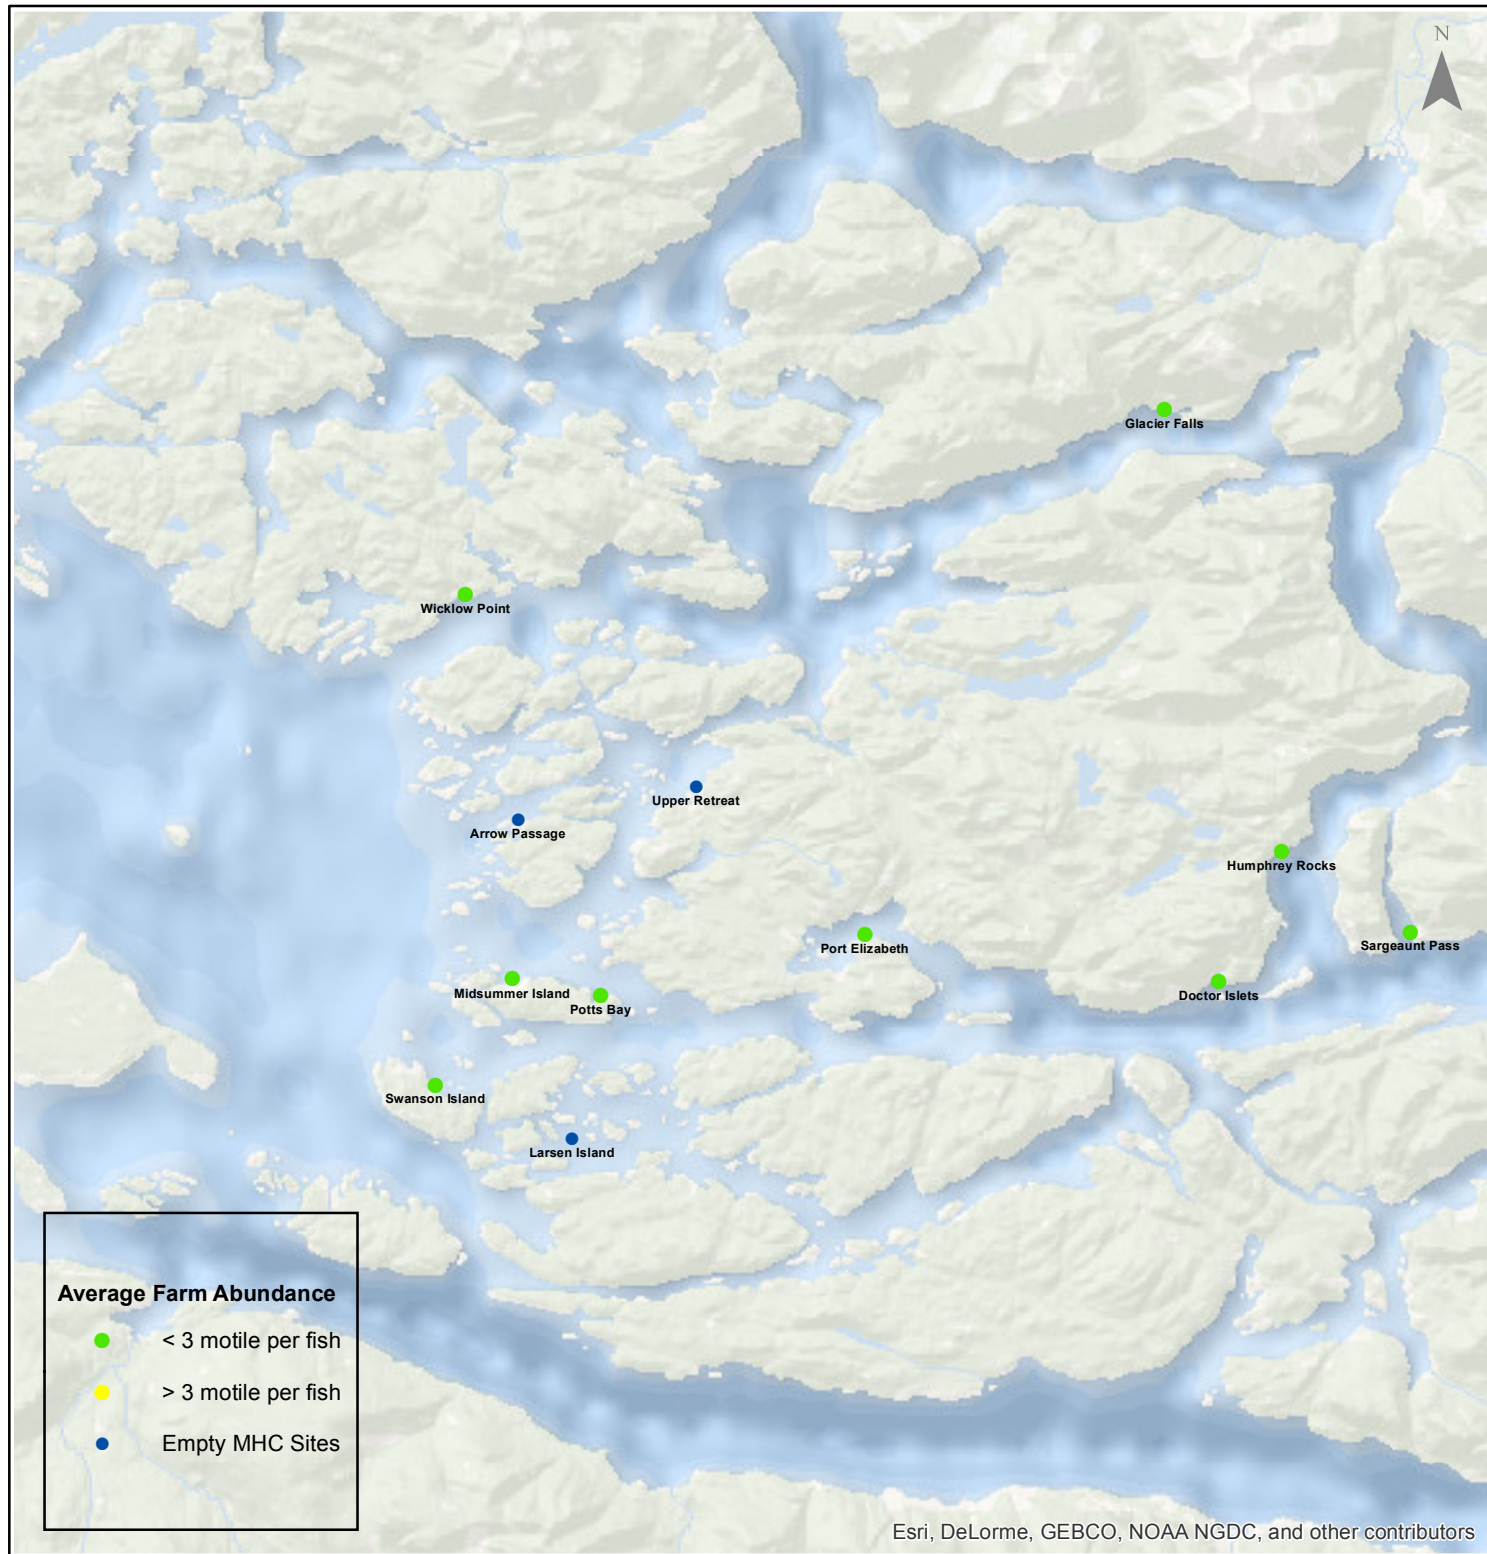 N
Glacier Falls
Wicklow Point
Upper Retreat
Arrow Passage
Humphrey Rocks
Port Elizabeth
Sargeaunt Pass
Midsummer Island
Doctor Islets
Potts Bay
Swanson Island
Larsen Island
Average Farm Abundance
< 3 motile per fish
> 3 motile per fish
Empty MHC Sites
Esri, DeLorme, GEBCO, NOAA NGDC, and other contributors